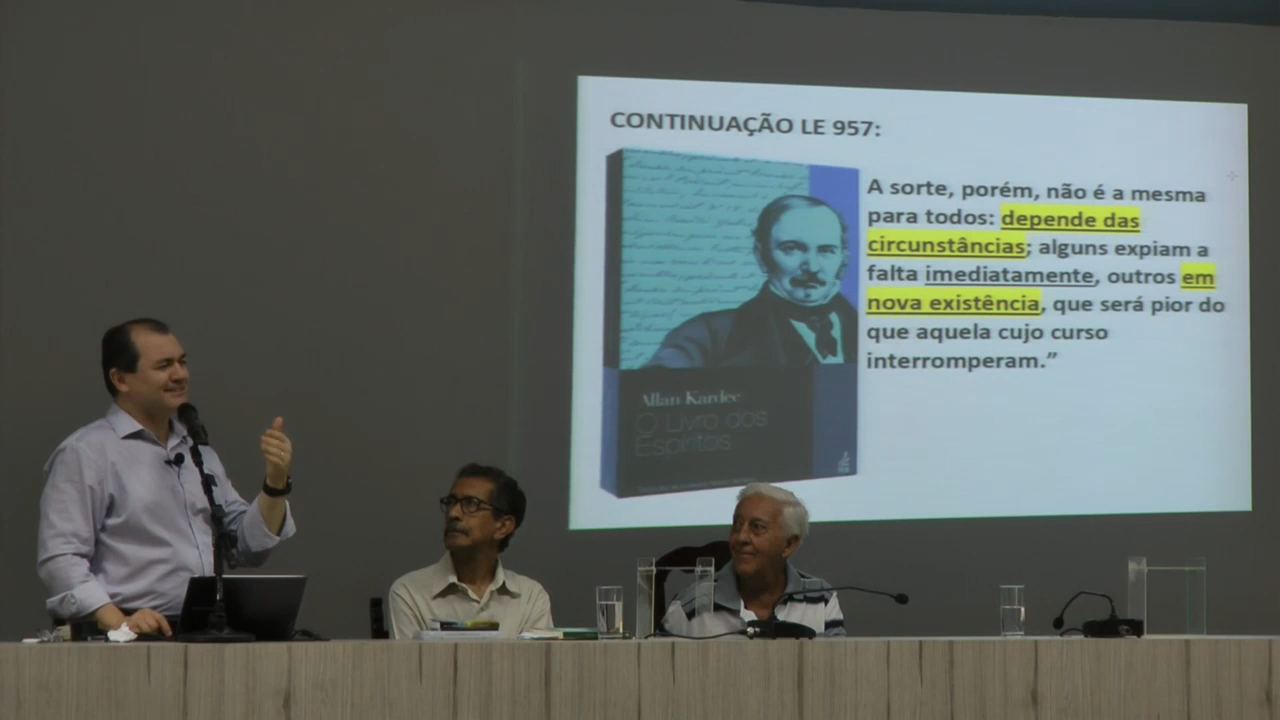 CONTINUAÇÃO LE 957:
A sorte, porém, não é a mesma
para todos: depende das
circunstâncias; alguns expiam a
falta imediatamente, outros em
nova existência, que será pior do
que aquela cujo curso
interromperam.”
Allan Kardec
O Livro dos
Espíritos